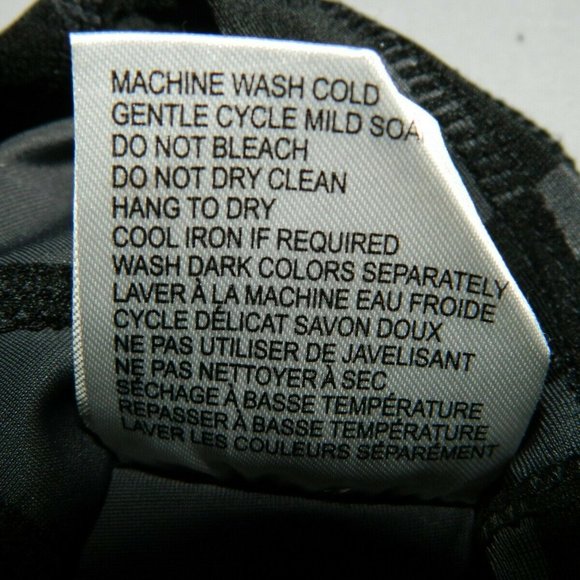 MACHINE WASH COLD
GENTLE CYCLE MILD SOA
DO NOT BLEACH
DO NOT DRY CLEAN
HANG TO DRY
COOL IRON IF REQUIRED
WASH DARK COLORS SEPARATELY
LAVER À LA MACHINE EAU FROIDE
CYCLE DÉLICAT SAVON DOUX
NE PAS UTILISER DE JAVELISANT
NE PAS NETTOYER À SEC
SÉCHAGE À BASSE TEMPÉRATURE
REPASSER À BASSE TEMPÉRATURE
LAVER LES COULEURS SÉPARÉMENT